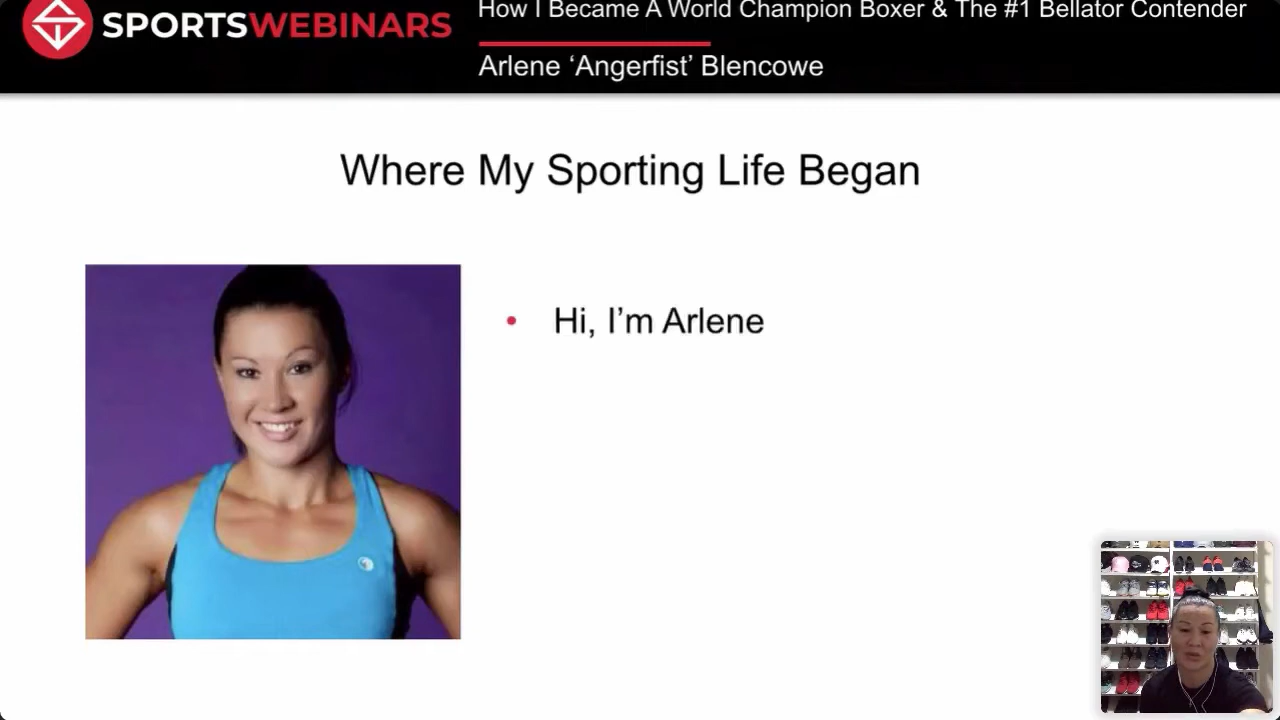 SPORTSWEBINARS
How I Became A World Champion Boxer & The #1 Bellator Contender
Arlene ‘Angerfist’ Blencowe
Where My Sporting Life Began
• Hi, I’m Arlene